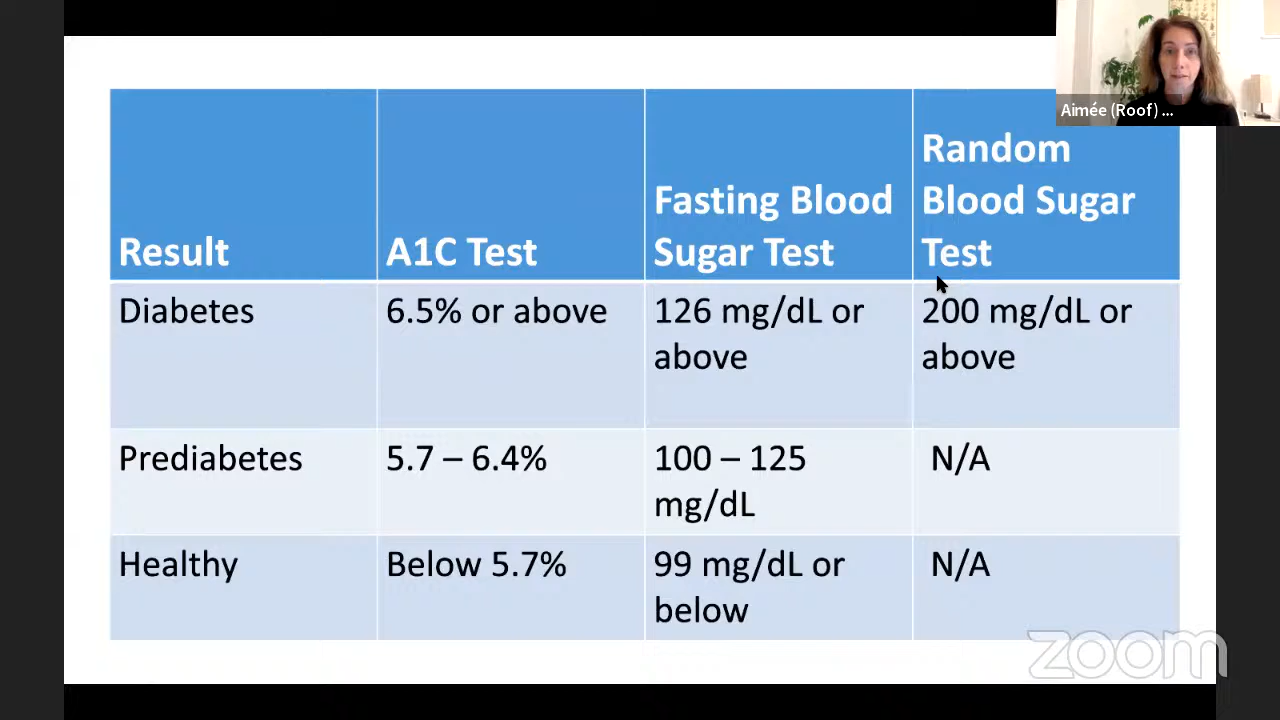 Aimée (Roof) ...
Result
A1C Test
Fasting Blood
Sugar Test
Random
Blood Sugar
Test
Diabetes
6.5% or above
126 mg/dL or
above
200 mg/dL or
above
Prediabetes
5.7 – 6.4%
100 – 125
mg/dL
N/A
Healthy
Below 5.7%
99 mg/dL or
below
N/A
zoom